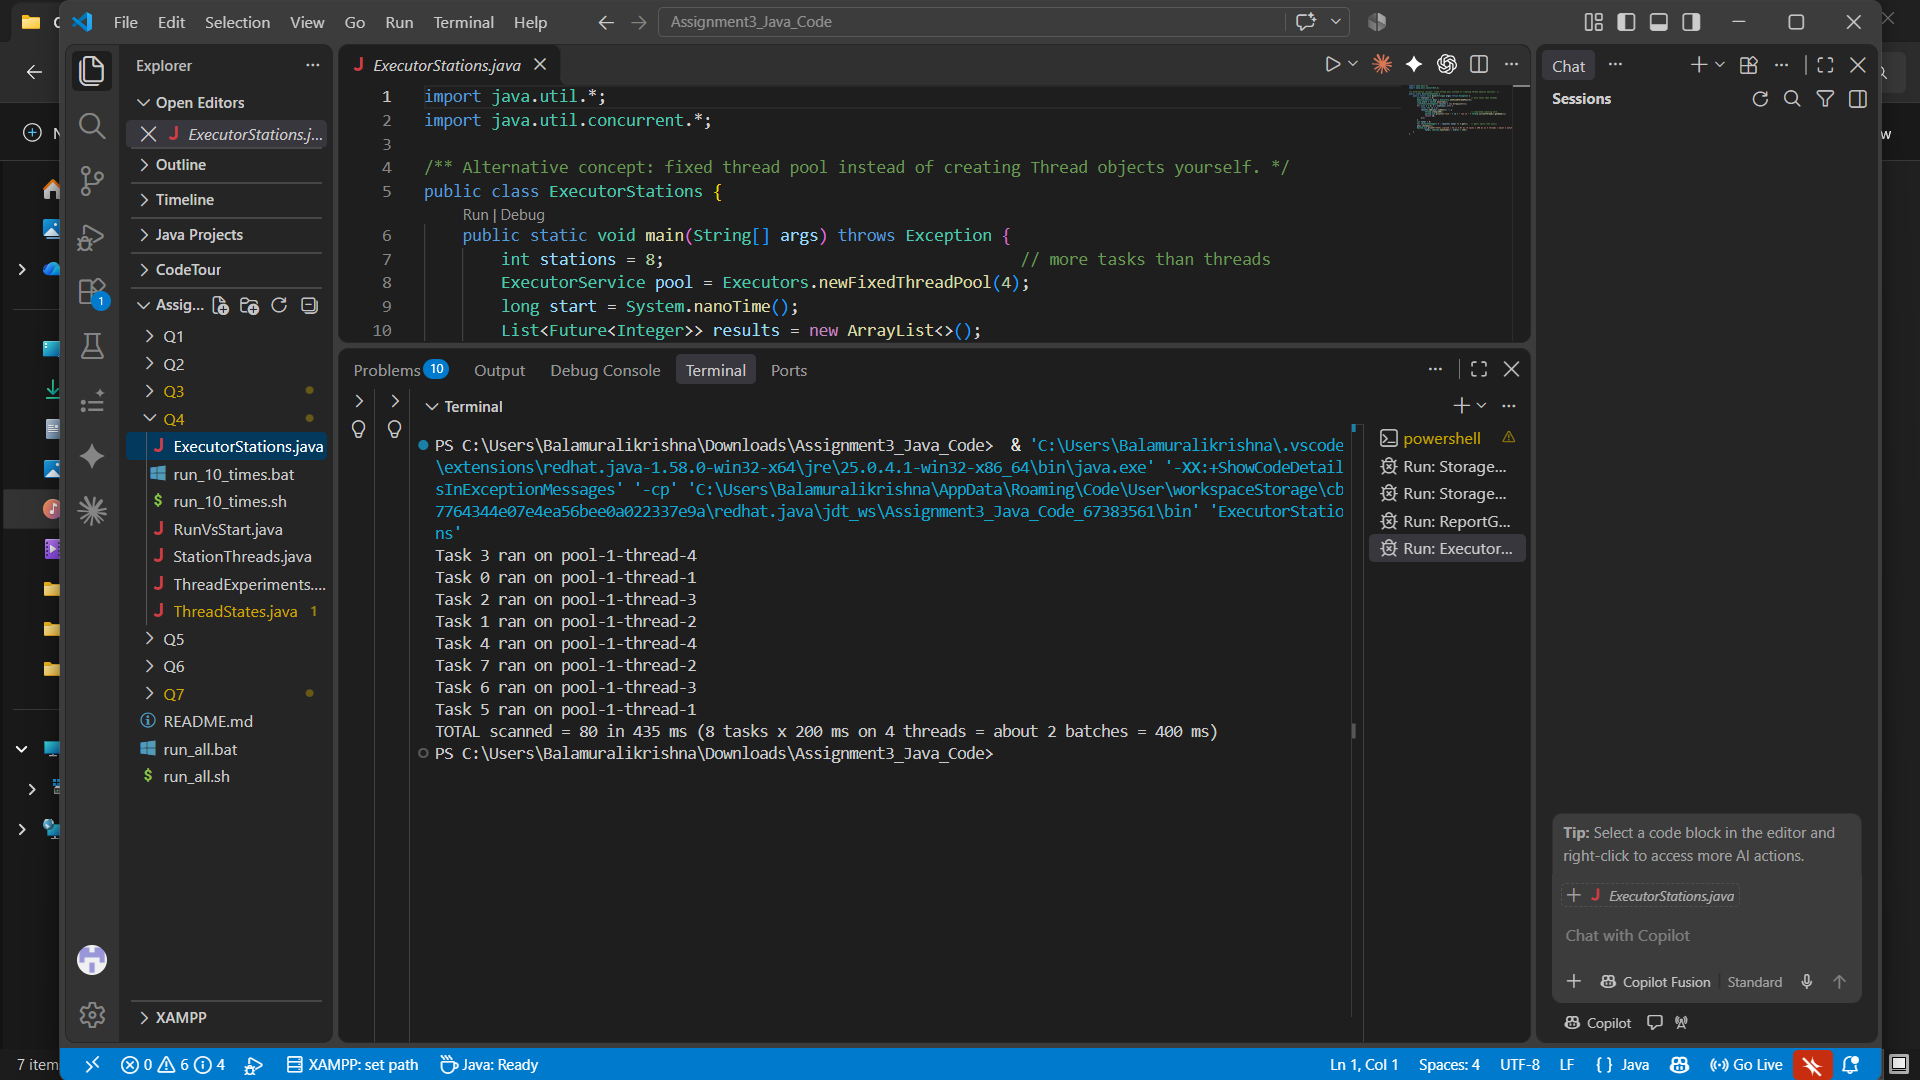 File Edit Selection View Go Run Terminal Help
Assignment3_Java_Code
Explorer
Open Editors
ExecutorStations.j...
Outline
Timeline
Java Projects
CodeTour
Assig...
Q1
Q2
Q3
Q4
ExecutorStations.java
run_10_times.bat
run_10_times.sh
RunVsStart.java
StationThreads.java
ThreadExperiments....
ThreadStates.java 1
Q5
Q6
Q7
README.md
run_all.bat
run_all.sh
XAMPP
1
ExecutorStations.java
1 import java.util.*;
2 import java.util.concurrent.*;
3
4 /** Alternative concept: fixed thread pool instead of creating Thread objects yourself. */
5 public class ExecutorStations {
Run | Debug
6 public static void main(String[] args) throws Exception {
7 int stations = 8; // more tasks than threads
8 ExecutorService pool = Executors.newFixedThreadPool(4);
9 long start = System.nanoTime();
10 List<Future<Integer>> results = new ArrayList<>();
Problems 10 Output Debug Console Terminal Ports
Terminal
PS C:\Users\Balamuralikrishna\Downloads\Assignment3_Java_Code> & 'C:\Users\Balamuralikrishna\.vscode
\extensions\redhat.java-1.58.0-win32-x64\jre\25.0.4.1-win32-x86_64\bin\java.exe' '-XX:+ShowCodeDetail
sInExceptionMessages' '-cp' 'C:\Users\Balamuralikrishna\AppData\Roaming\Code\User\workspaceStorage\cb
7764344e07e4ea56bee0a022337e9a\redhat.java\jdt_ws\Assignment3_Java_Code_67383561\bin' 'ExecutorStatio
ns'
Task 3 ran on pool-1-thread-4
Task 0 ran on pool-1-thread-1
Task 2 ran on pool-1-thread-3
Task 1 ran on pool-1-thread-2
Task 4 ran on pool-1-thread-4
Task 7 ran on pool-1-thread-2
Task 6 ran on pool-1-thread-3
Task 5 ran on pool-1-thread-1
TOTAL scanned = 80 in 435 ms (8 tasks x 200 ms on 4 threads = about 2 batches = 400 ms)
PS C:\Users\Balamuralikrishna\Downloads\Assignment3_Java_Code>
powershell
Run: Storage...
Run: Storage...
Run: ReportG...
Run: Executor...
Chat
Sessions
Tip: Select a code block in the editor and
right-click to access more AI actions.
ExecutorStations.java
Chat with Copilot
Copilot Fusion Standard
Copilot
7 item
0 6 4 XAMPP: set path Java: Ready
Ln 1, Col 1 Spaces: 4 UTF-8 LF { } Java Go Live